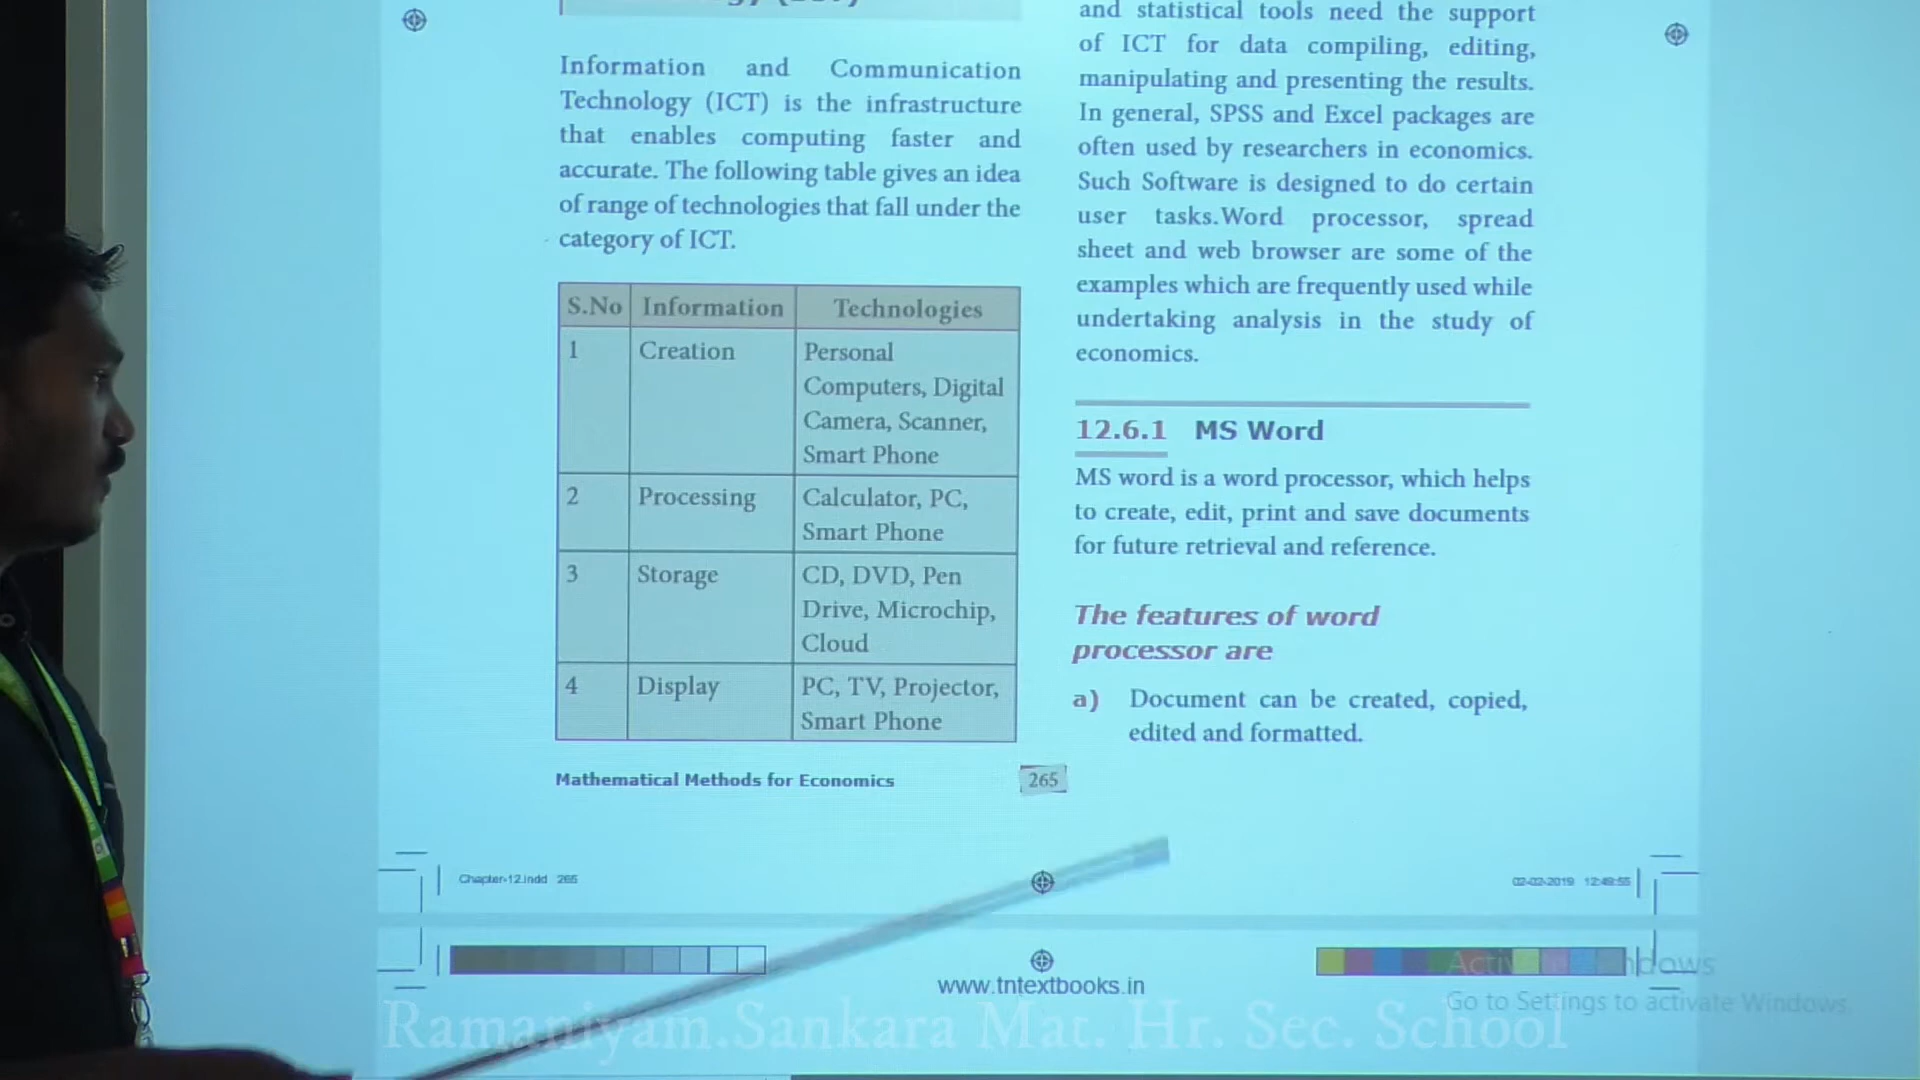 Information and Communication
Technology (ICT) is the infrastructure
that enables computing faster and
accurate. The following table gives an idea
of range of technologies that fall under the
category of ICT.
S.No Information Technologies
1 Creation Personal
Computers, Digital
Camera, Scanner,
Smart Phone
2 Processing Calculator, PC,
Smart Phone
3 Storage CD, DVD, Pen
Drive, Microchip,
Cloud
4 Display PC, TV, Projector,
Smart Phone
and statistical tools need the support
of ICT for data compiling, editing,
manipulating and presenting the results.
In general, SPSS and Excel packages are
often used by researchers in economics.
Such Software is designed to do certain
user tasks.Word processor, spread
sheet and web browser are some of the
examples which are frequently used while
undertaking analysis in the study of
economics.
12.6.1 MS Word
MS word is a word processor, which helps
to create, edit, print and save documents
for future retrieval and reference.
The features of word
processor are
a) Document can be created, copied,
edited and formatted.
Mathematical Methods for Economics 265
Chapter-12.indd 265
02-02-2019 12:49:55
www.tntextbooks.in
Go to Settings to activate Windows.
Ramaniyam.Sankara Mat. Hr. Sec. School